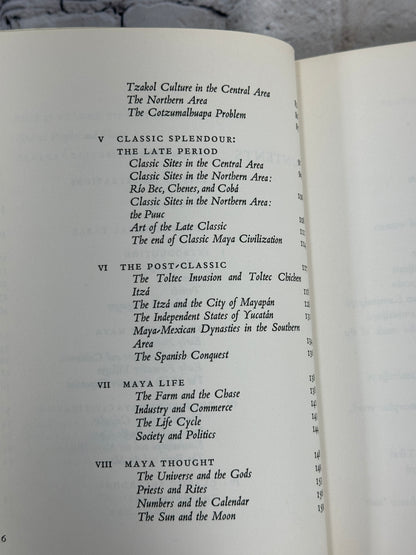 Tzakol Culture in the Central Area
The Northern Area
The Cotzumalhuapa Problem
V CLASSIC SPLENDOUR:
THE LATE PERIOD
Classic Sites in the Central Area
Classic Sites in the Northern Area:
Río Bec, Chenes, and Cobá
Classic Sites in the Northern Area:
the Puuc
Art of the Late Classic
The end of Classic Maya Civilization
VI THE POST-CLASSIC
The Toltec Invasion and Toltec Chichén
Itzá
The Itzá and the City of Mayapán
The Independent States of Yucatán
Maya-Mexican Dynasties in the Southern
Area
The Spanish Conquest
VII MAYA LIFE
The Farm and the Chase
Industry and Commerce
The Life Cycle
Society and Politics
VIII MAYA THOUGHT
The Universe and the Gods
Priests and Rites
Numbers and the Calendar
The Sun and the Moon
6